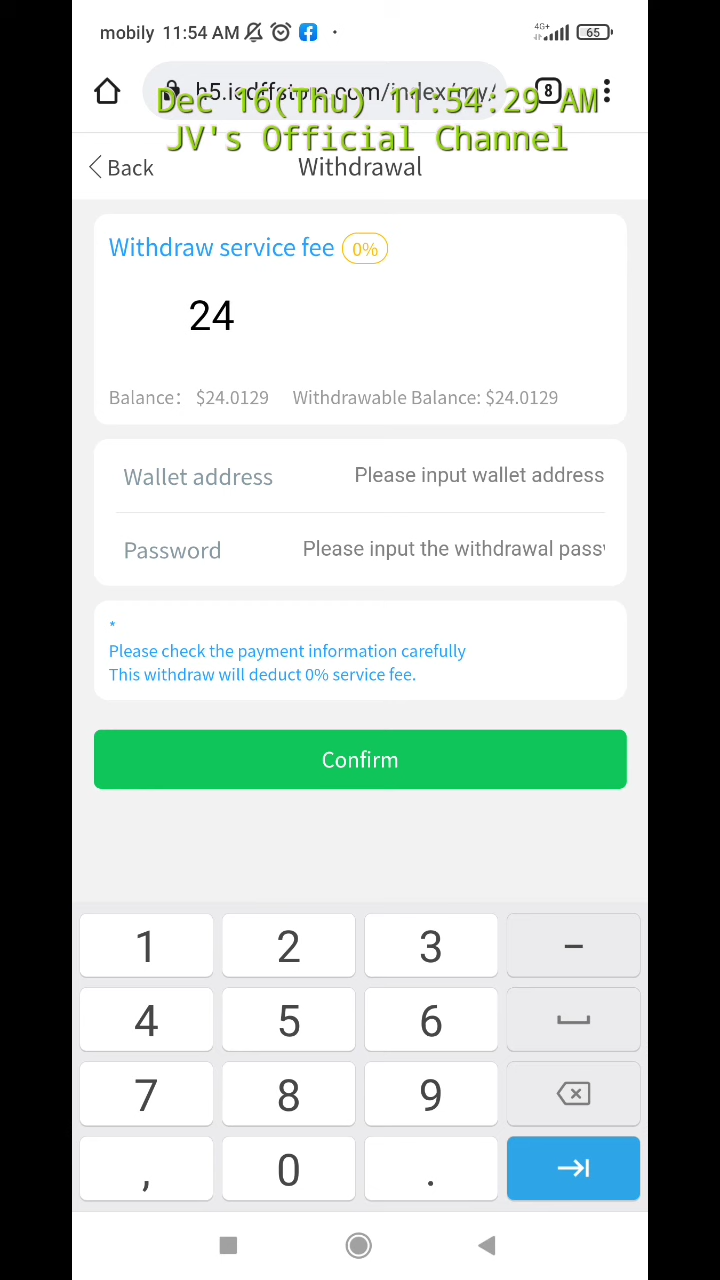 mobily 11:54 AM
4G+
65
8
Dec 16(Thu) 11:54:29 AM
JV's Official Channel
Back
Withdrawal
Withdraw service fee 0%
24
Balance: $24.0129 Withdrawable Balance: $24.0129
Wallet address Please input wallet address
Password Please input the withdrawal
*
Please check the payment information carefully
This withdraw will deduct 0% service fee.
Confirm
1 2 3 -
4 5 6
7 8 9
, 0 .